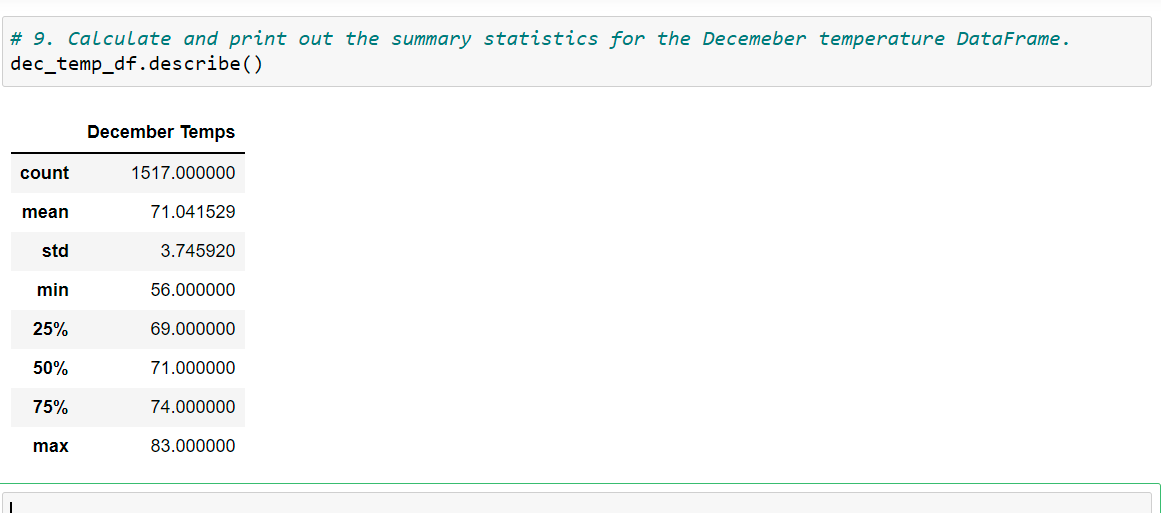 # 9. Calculate and print out the summary statistics for the Decemeber temperature DataFrame.
dec_temp_df.describe()
December Temps
count 1517.000000
mean 71.041529
std 3.745920
min 56.000000
25% 69.000000
50% 71.000000
75% 74.000000
max 83.000000